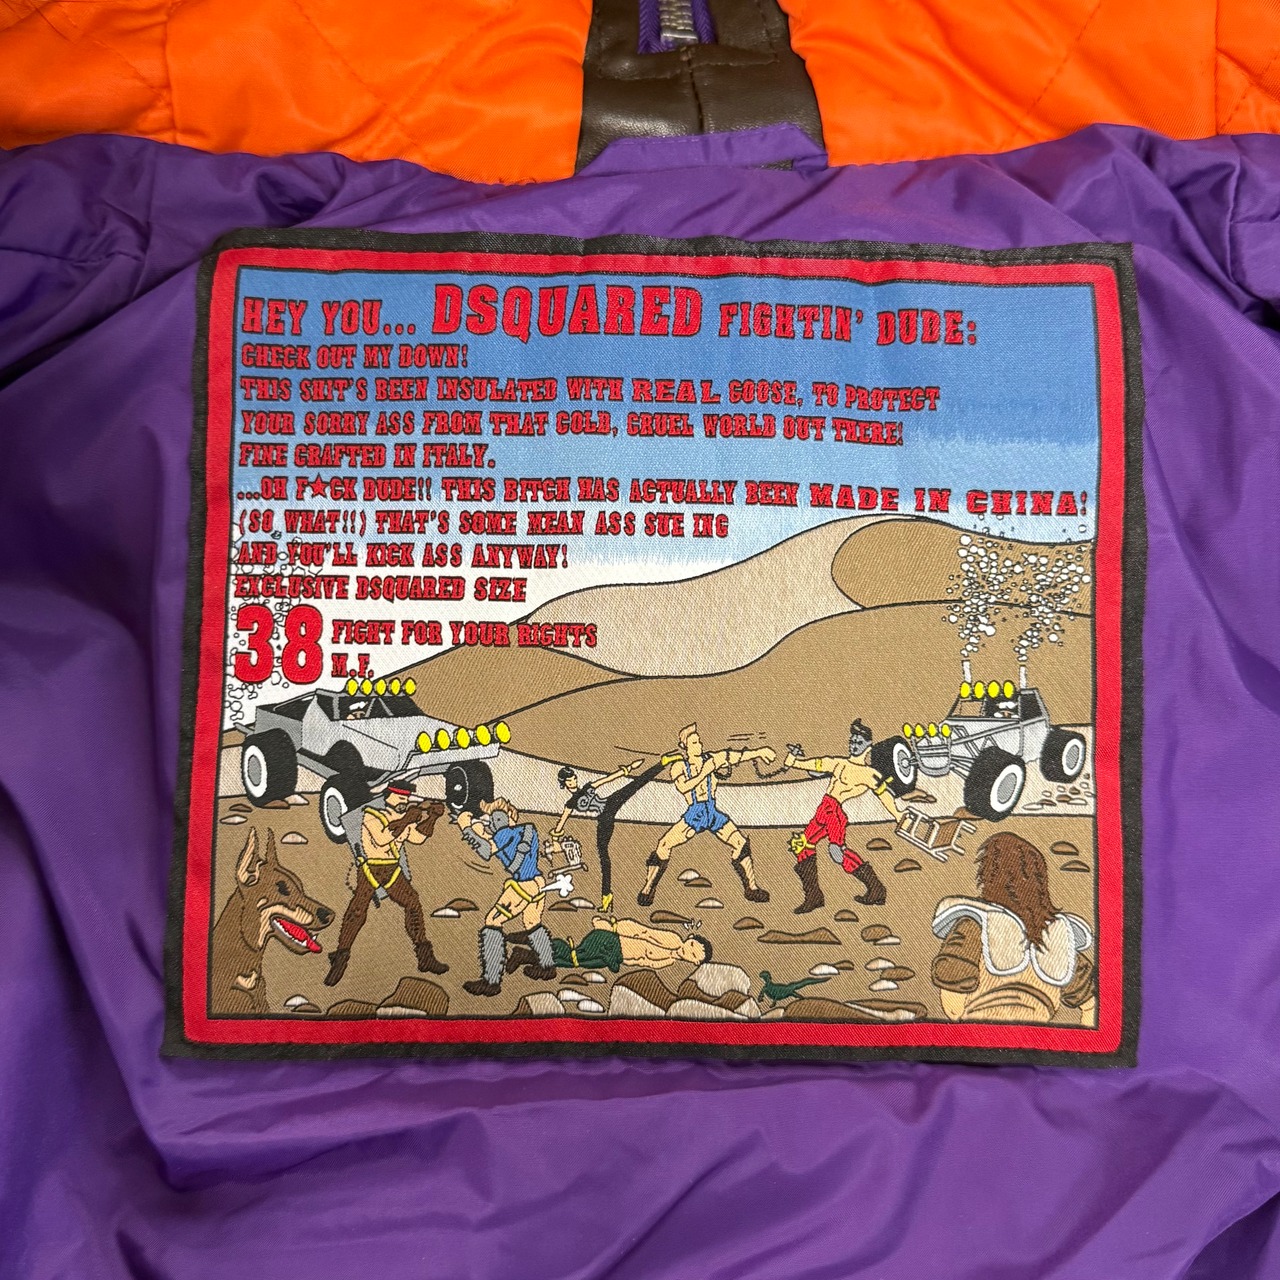 HEY YOU... DSQUARED FIGHTIN' DUDE:
CHECK OUT MY DOWN!
THIS SHIT'S BEEN INSULATED WITH REAL GOOSE, TO PROTECT
YOUR SORRY ASS FROM THAT COLD, CRUEL WORLD OUT THERE!
FINE CRAFTED IN ITALY.
...OH F★CK DUDE!! THIS BITCH HAS ACTUALLY BEEN MADE IN CHINA!
(SO WHAT!!) THAT'S SOME MEAN ASS SUE ING
AND YOU'LL KICK ASS ANYWAY!
EXCLUSIVE DSQUARED SIZE
38 FIGHT FOR YOUR RIGHTS
M.F.